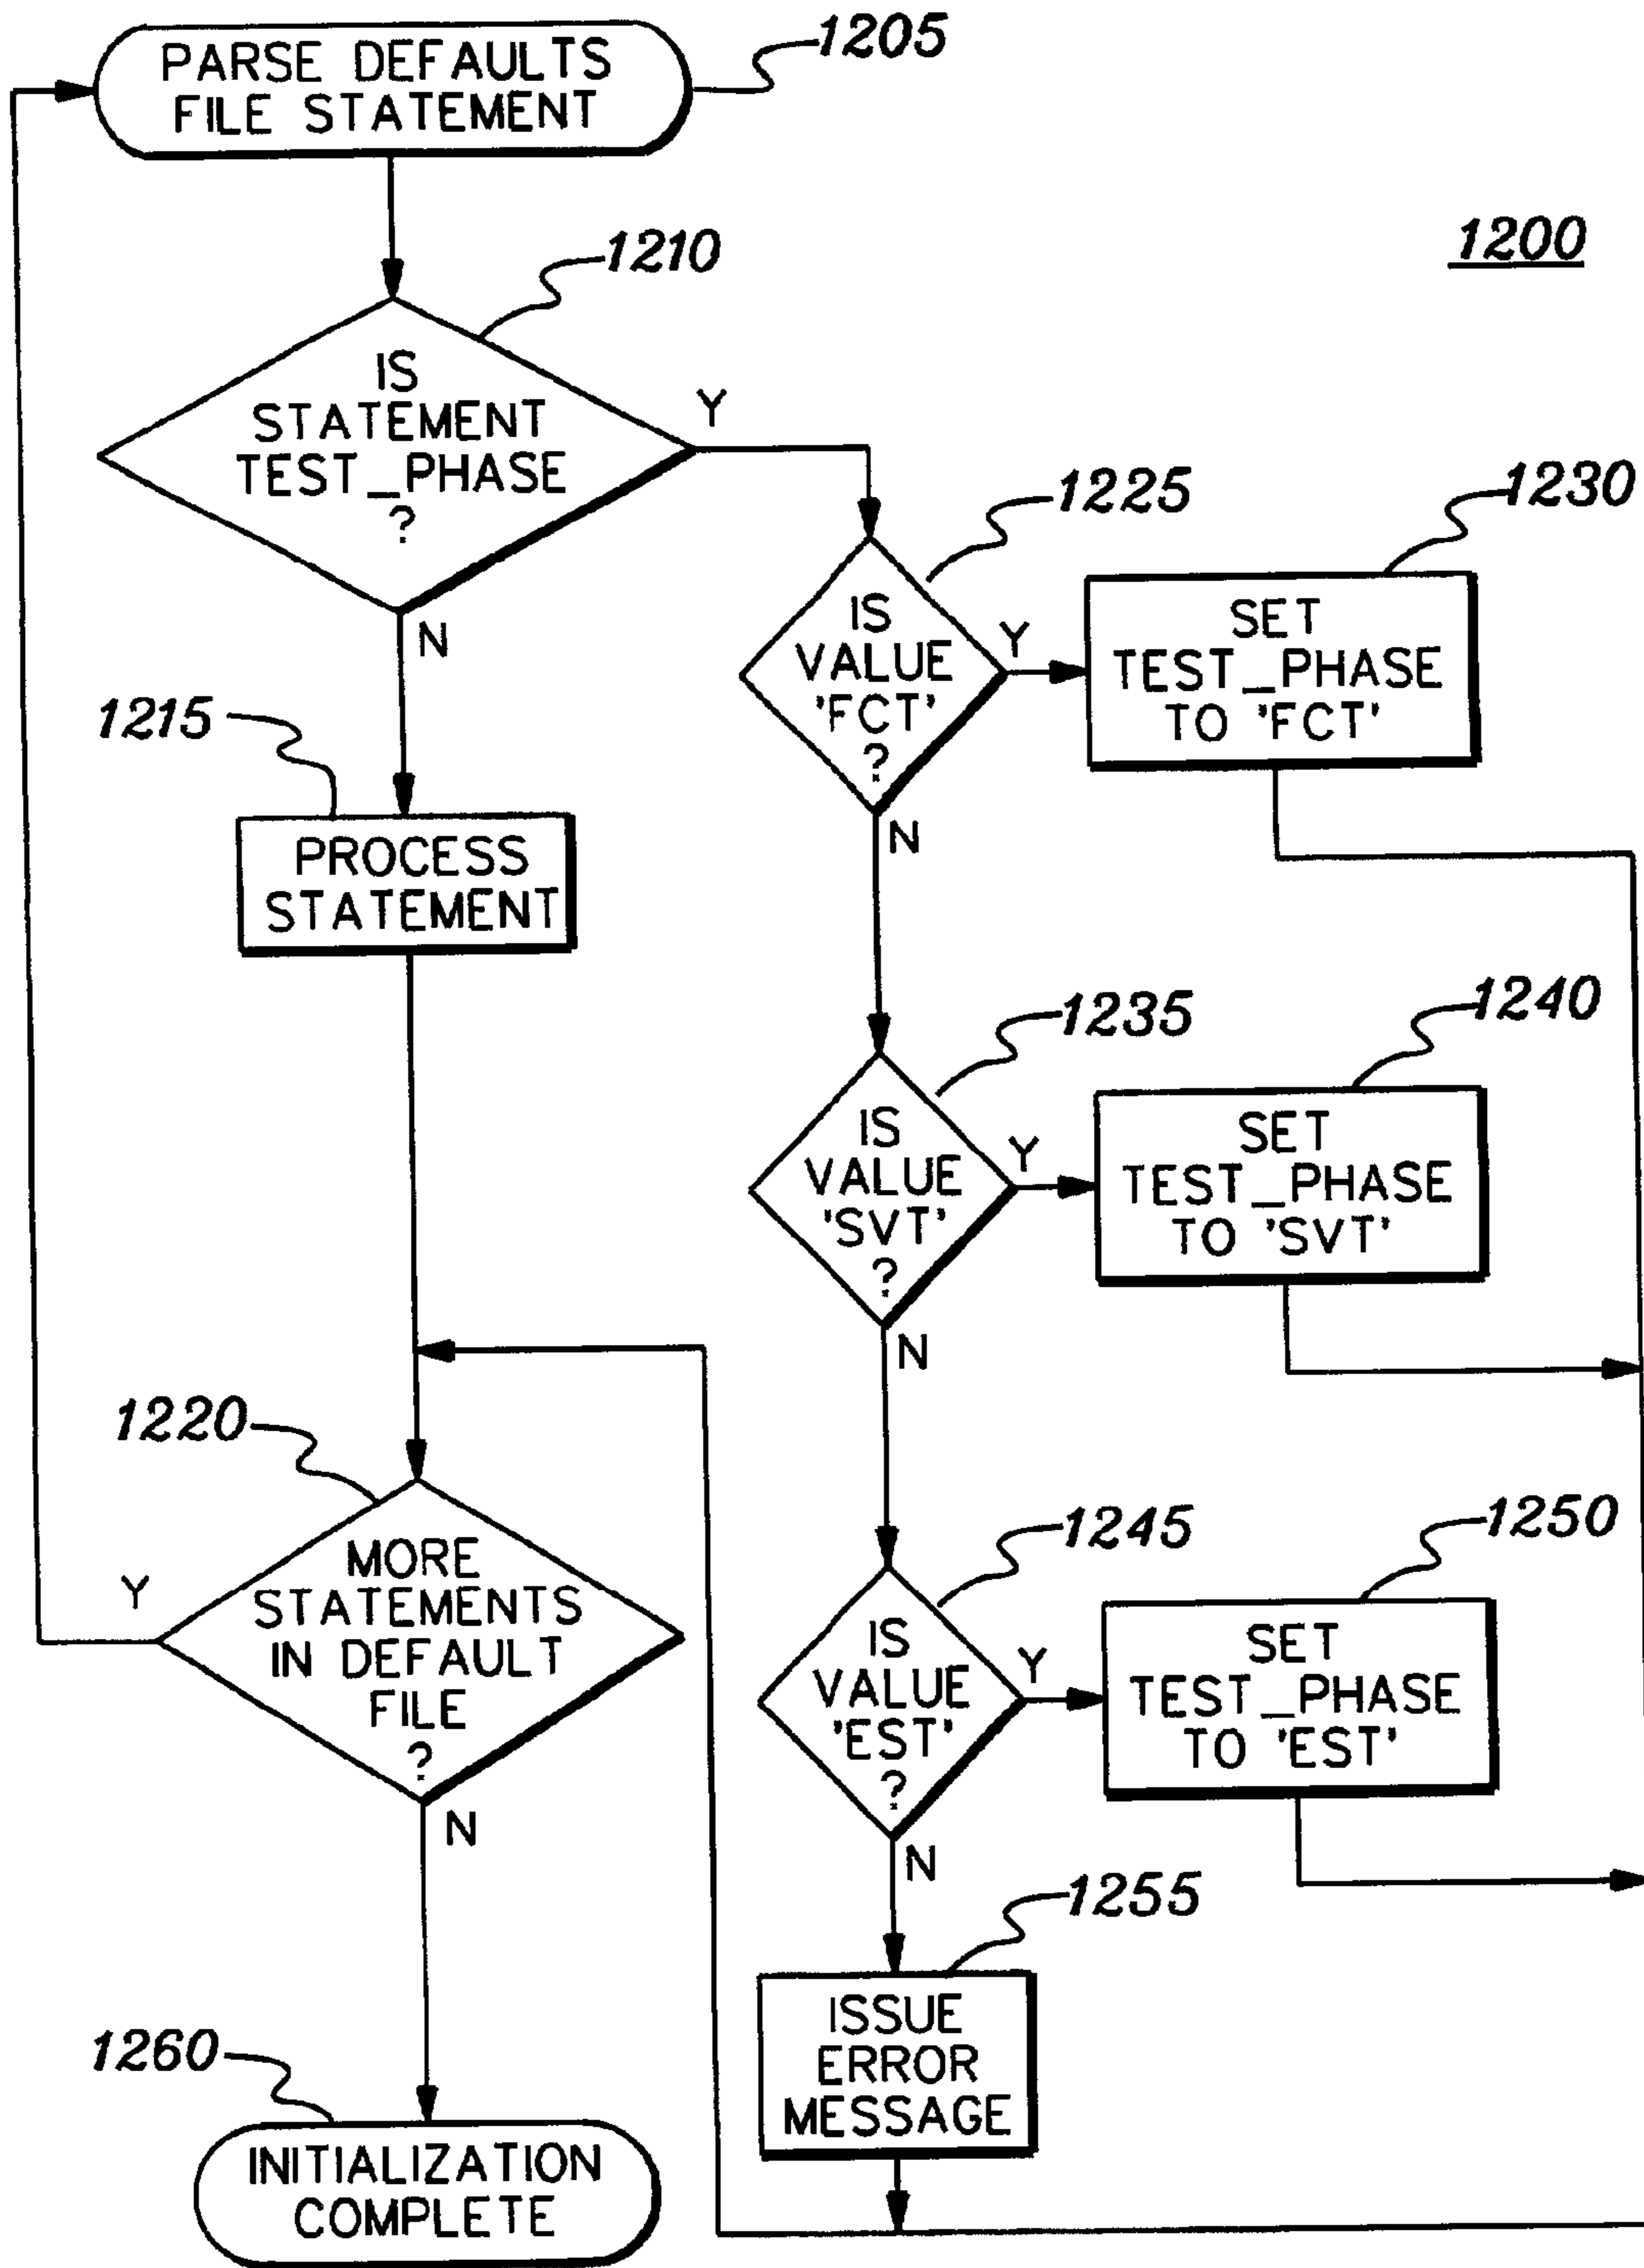 1205
PARSE DEFAULTS
FILE STATEMENT
1200
1210
IS
STATEMENT
TEST_PHASE
?
Y
N
1215
PROCESS
STATEMENT
1225
IS
VALUE
'FCT'
?
Y
N
1230
SET
TEST_PHASE
TO 'FCT'
1235
IS
VALUE
'SVT'
?
Y
N
1240
SET
TEST_PHASE
TO 'SVT'
1220
MORE
STATEMENTS
IN DEFAULT
FILE
?
Y
N
1245
IS
VALUE
'EST'
?
Y
N
1250
SET
TEST_PHASE
TO 'EST'
1255
ISSUE
ERROR
MESSAGE
1260
INITIALIZATION
COMPLETE